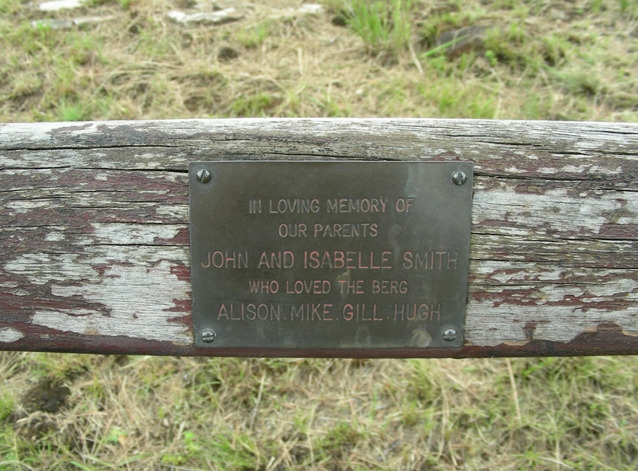 IN LOVING MEMORY OF
OUR PARENTS
JOHN AND ISABELLE SMITH
WHO LOVED THE BERG
ALISON. MIKE. GILL. HUGH